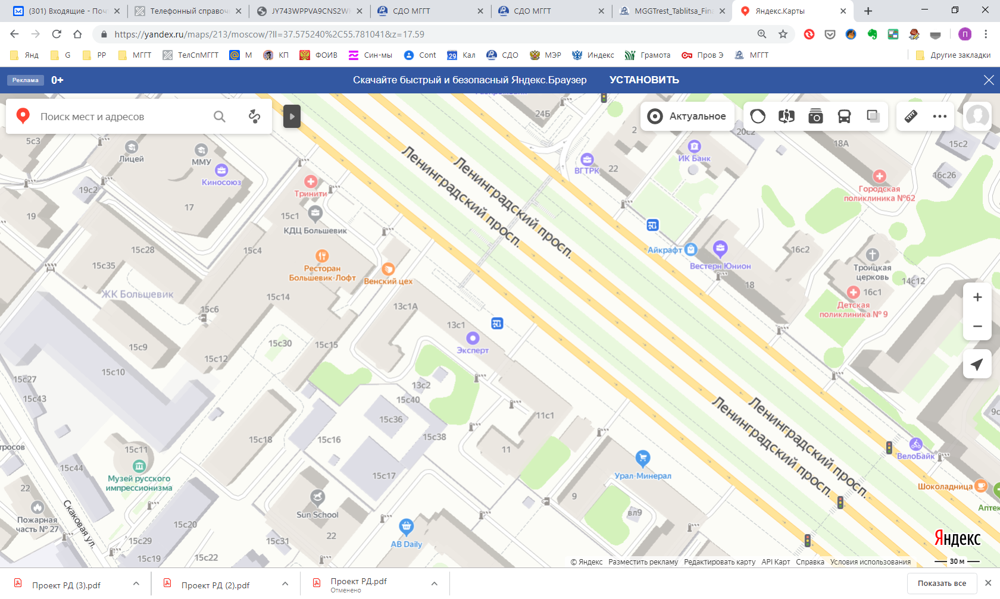 (301) Входящие - Поч
Телефонный справоч
JY743WPPVA9CNS2W
СДО МГГТ
СДО МГГТ
MGGTrest_Tablitsa_Fin
Яндекс.Карты
https://yandex.ru/maps/213/moscow/?ll=37.575240%2C55.781041&z=17.59
П
Янд
G
PP
МГГТ
ТелСпМГГТ
М
КП
ФОИВ
Син-мы
Cont
29
Кал
СДО
МЭР
Индекс
Грамота
Пров Э
МГГТ
Другие закладки
Реклама
0+
Скачайте быстрый и безопасный Яндекс.Браузер
УСТАНОВИТЬ
Поиск мест и адресов
Актуальное
24Б
2
20с2
18А
15с2
5с3
Лицей
ММУ
Киносоюз
19с2
17
19
Тринити
15с1
КДЦ Большевик
ВГТРК
22
ИК Банк
16с26
Городская
поликлиника №62
Ленинградский просп.
Ленинградский просп.
15с28
15с4
15с35
Ресторан
Большевик-Лофт
Венский цех
Айкрафт
Вестерн Юнион
16с2
Троицкая
церковь
14с12
18
16с1
Детская
поликлиника № 9
ЖК Большевик
15с14
15с6
13с1А
13с1
Эксперт
15с9
15с30
15с15
15с12
15с10
15с27
15с43
13с2
15с40
15с36
11с1
15с38
15с18
15с16
11
15с11
Музей русского
импрессионизма
15с44
тросов
22
Пожарная
часть № 27
Скаковая ул.
15с17
Sun School
22
15с20
15с29
15с19
15с22
15с31
AB Daily
Урал-Минерал
9
вл9
Ленинградский просп.
Ленинградский просп.
9с
ВелоБайк
Шоколадница
Аптек
Яндекс
© Яндекс
Разместить рекламу
Редактировать карту
API Карт
Справка
Условия использования
30 м
Проект РД (3).pdf
Проект РД (2).pdf
Проект РД.pdf
Отменено
Показать все